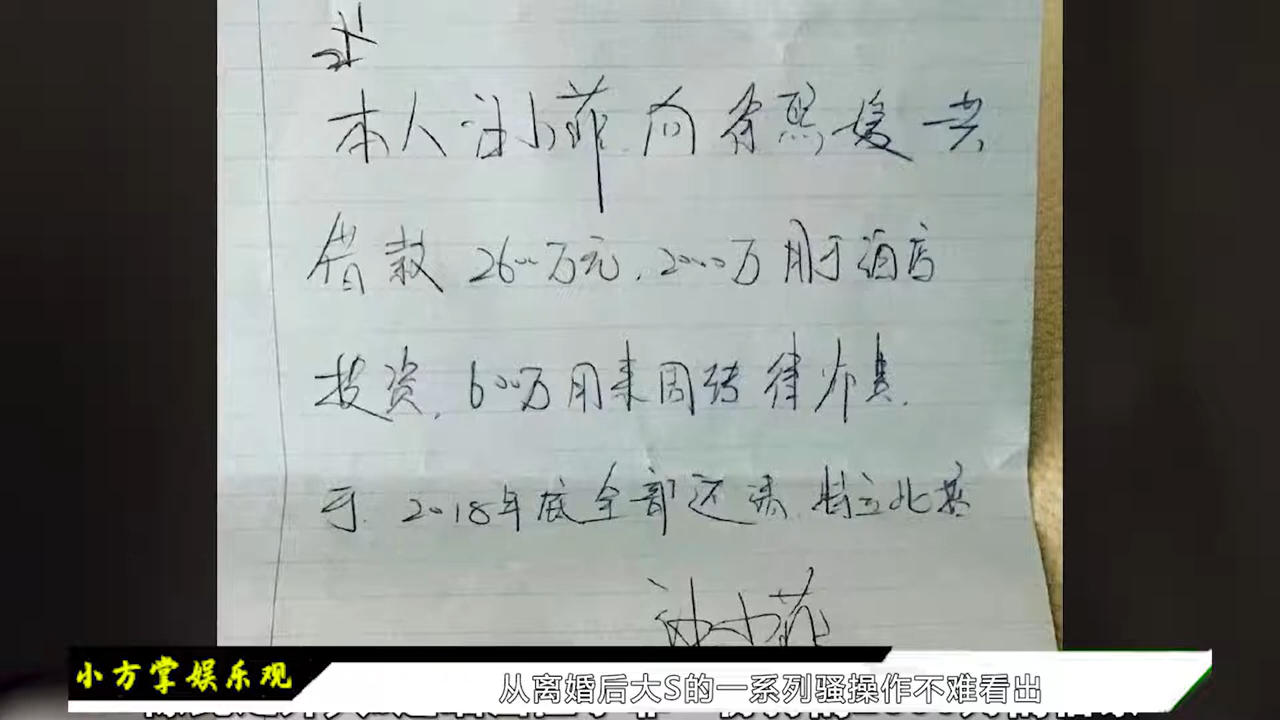 本人汪小菲向徐熙媛共
借款2600万元,2000万用于酒店
投资,600万用来周转律师费.
于2018年底全部还清,特立此据
汪小菲
小方掌娱乐观
从离婚后大S的一系列骚操作不难看出